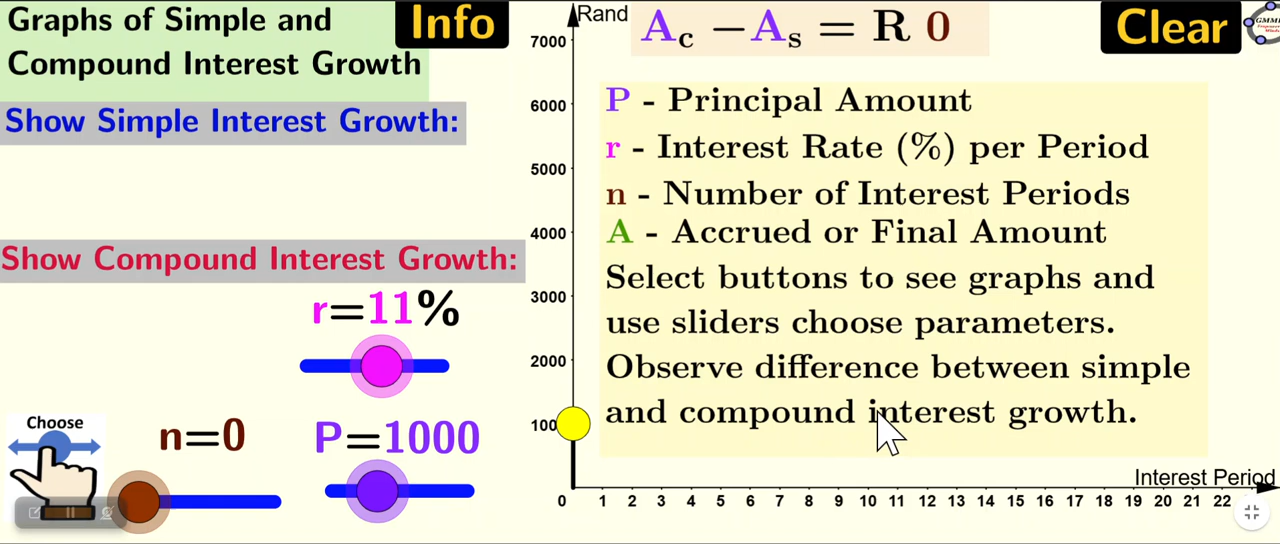 Graphs of Simple and
Compound Interest Growth
Info
Show Simple Interest Growth:
Show Compound Interest Growth:
r=11%
Choose
n=0
P=1000
Rand
Ac −As = R 0
Clear
P - Principal Amount
r - Interest Rate (%) per Period
n - Number of Interest Periods
A - Accrued or Final Amount
Select buttons to see graphs and
use sliders choose parameters.
Observe difference between simple
and compound interest growth.
7000
6000
5000
4000
3000
2000
100
Interest Period
0 1 2 3 4 5 6 7 8 9 10 11 12 13 14 15 16 17 18 19 20 21 22